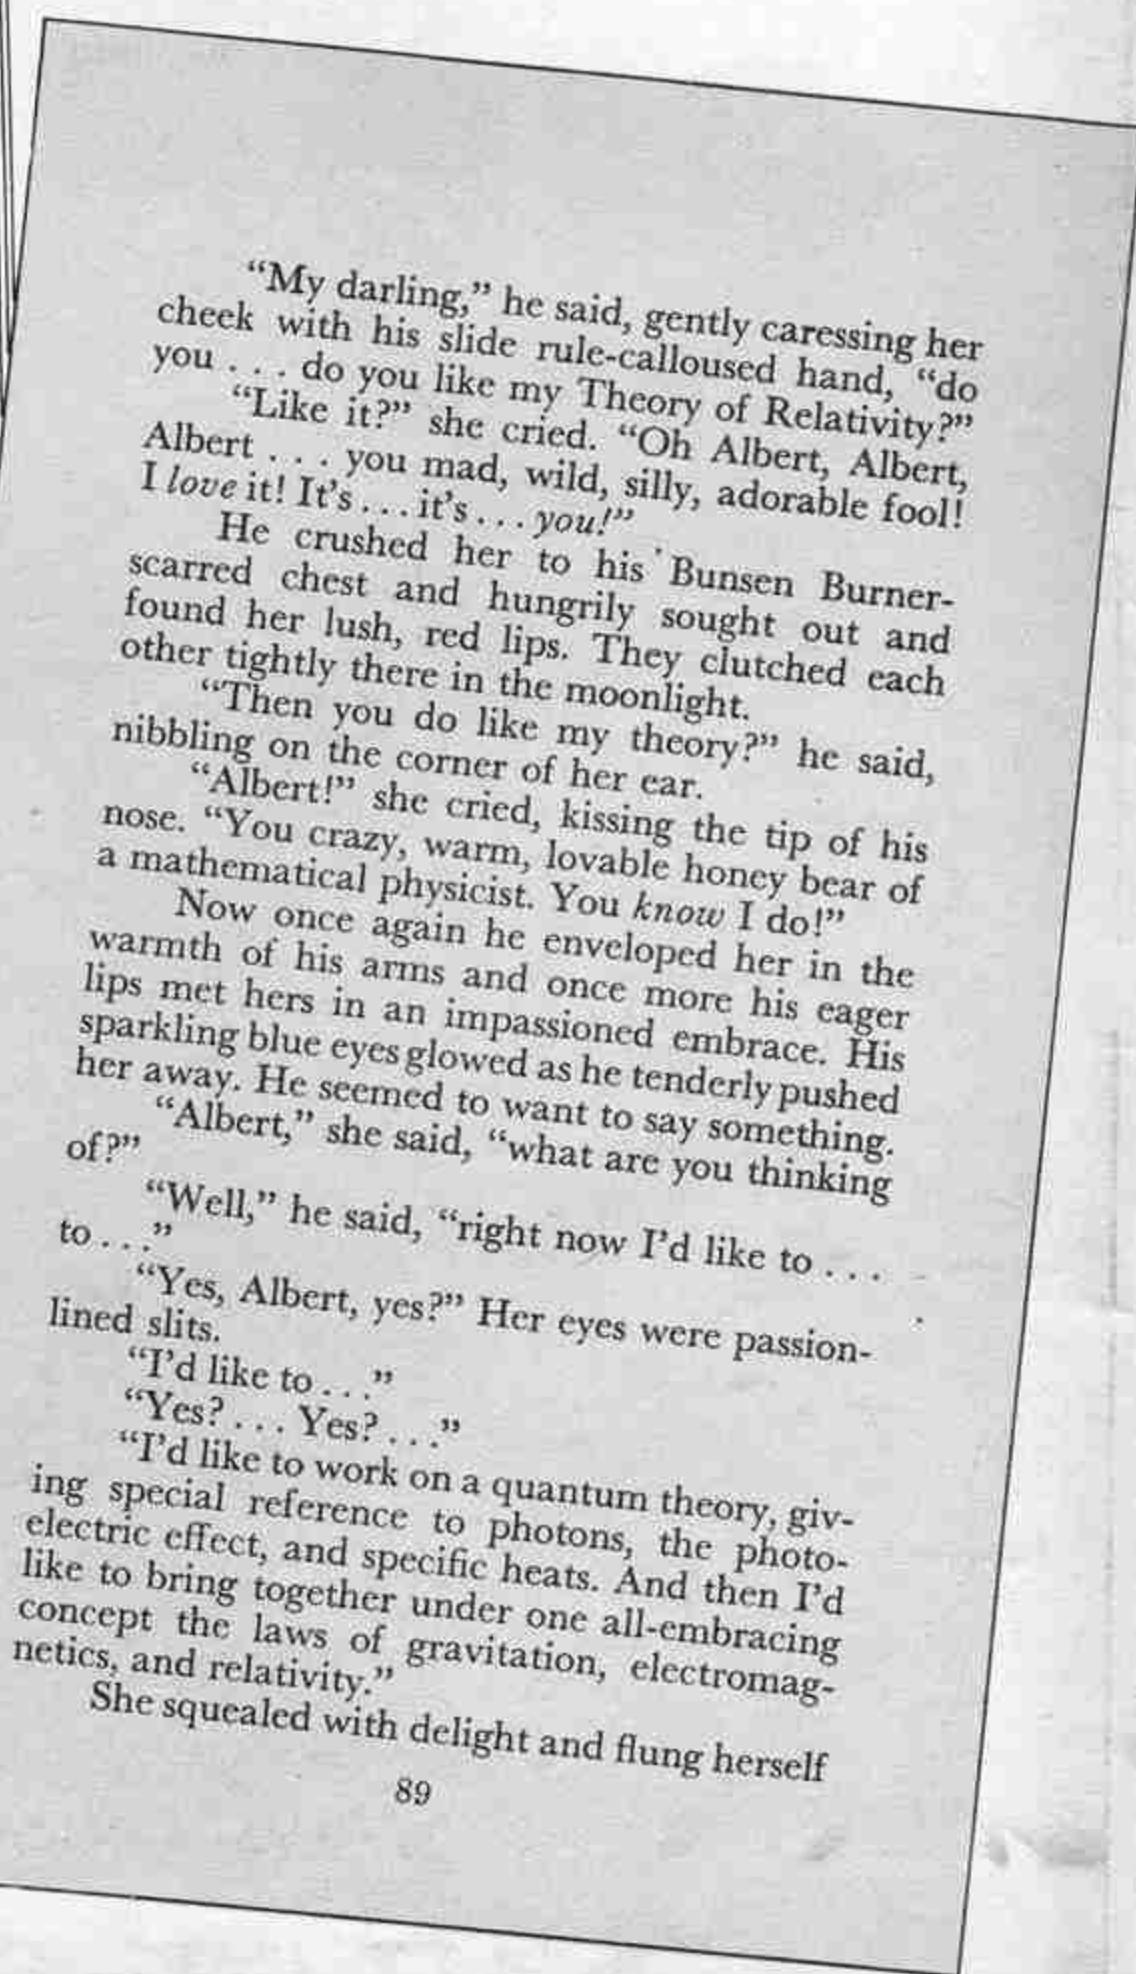 “My darling,” he said, gently caressing her
cheek with his slide rule-calloused hand, “do
you . . . do you like my Theory of Relativity?”
“Like it?” she cried. “Oh Albert, Albert,
Albert . . . you mad, wild, silly, adorable fool!
I love it! It’s . . . it’s . . . you!”
He crushed her to his Bunsen Burner-
scarred chest and hungrily sought out and
found her lush, red lips. They clutched each
other tightly there in the moonlight.
“Then you do like my theory?” he said,
nibbling on the corner of her ear.
“Albert!” she cried, kissing the tip of his
nose. “You crazy, warm, lovable honey bear of
a mathematical physicist. You know I do!”
Now once again he enveloped her in the
warmth of his arms and once more his eager
lips met hers in an impassioned embrace. His
sparkling blue eyes glowed as he tenderly pushed
her away. He seemed to want to say something.
“Albert,” she said, “what are you thinking
of?”
“Well,” he said, “right now I’d like to . . .
to . . .”
“Yes, Albert, yes?” Her eyes were passion-
lined slits.
“I’d like to . . .”
“Yes? . . . Yes? . . .”
“I’d like to work on a quantum theory, giv-
ing special reference to photons, the photo-
electric effect, and specific heats. And then I’d
like to bring together under one all-embracing
concept the laws of gravitation, electromag-
netics, and relativity.”
She squealed with delight and flung herself
89